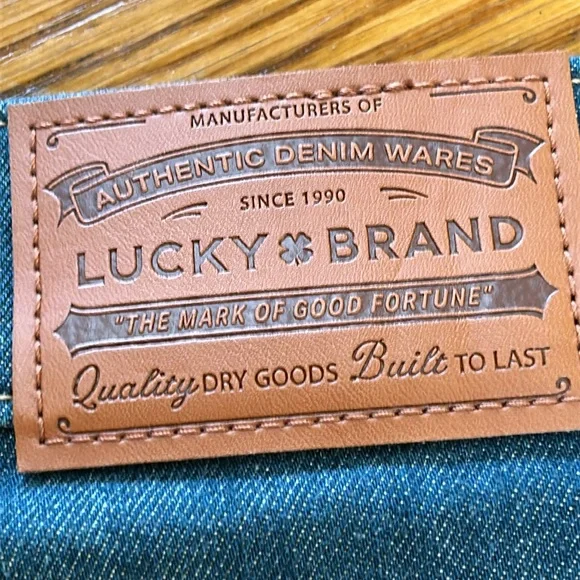 MANUFACTURERS OF
AUTHENTIC DENIM WARES
SINCE 1990
LUCKY BRAND
"THE MARK OF GOOD FORTUNE"
Quality DRY GOODS Built TO LAST